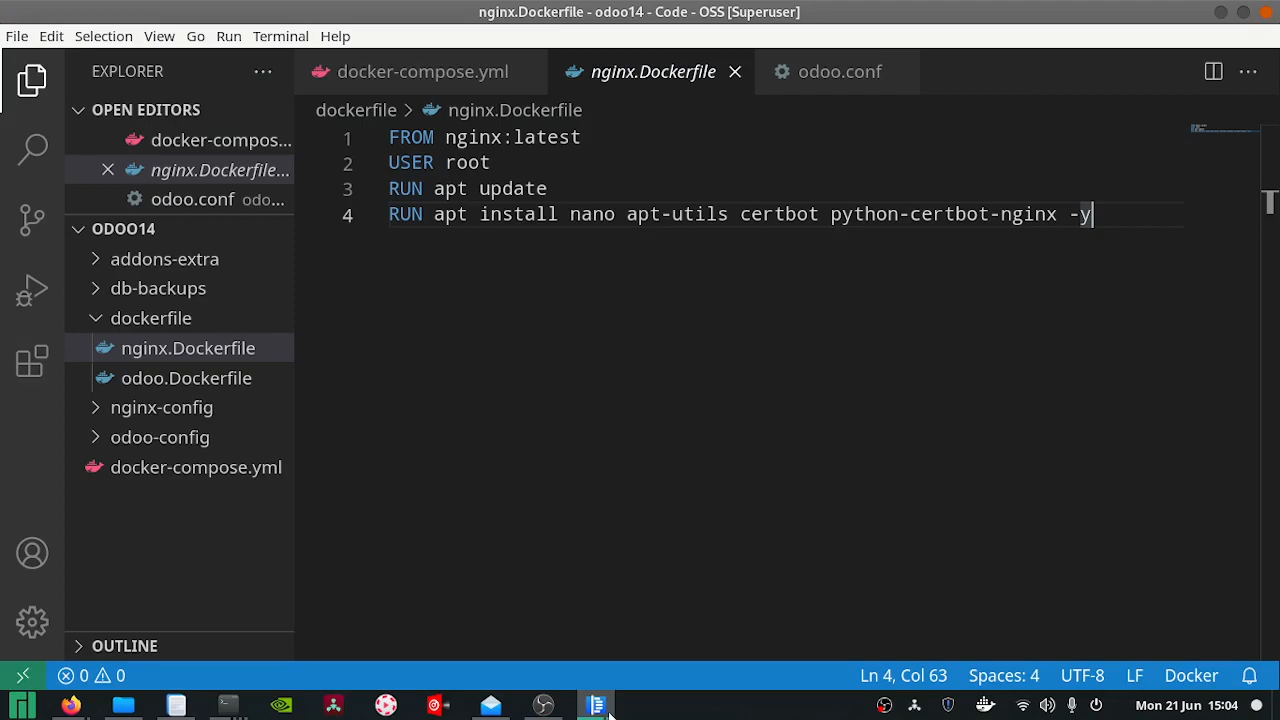 nginx.Dockerfile - odoo14 - Code - OSS [Superuser]
File Edit Selection View Go Run Terminal Help
EXPLORER ...
docker-compose.yml nginx.Dockerfile odoo.conf ...
OPEN EDITORS
docker-compos...
nginx.Dockerfile...
odoo.conf odo...
dockerfile > nginx.Dockerfile
1 FROM nginx:latest
2 USER root
3 RUN apt update
4 RUN apt install nano apt-utils certbot python-certbot-nginx -y
ODOO14
addons-extra
db-backups
dockerfile
nginx.Dockerfile
odoo.Dockerfile
nginx-config
odoo-config
docker-compose.yml
OUTLINE
0 0 Ln 4, Col 63 Spaces: 4 UTF-8 LF Docker
Mon 21 Jun 15:04